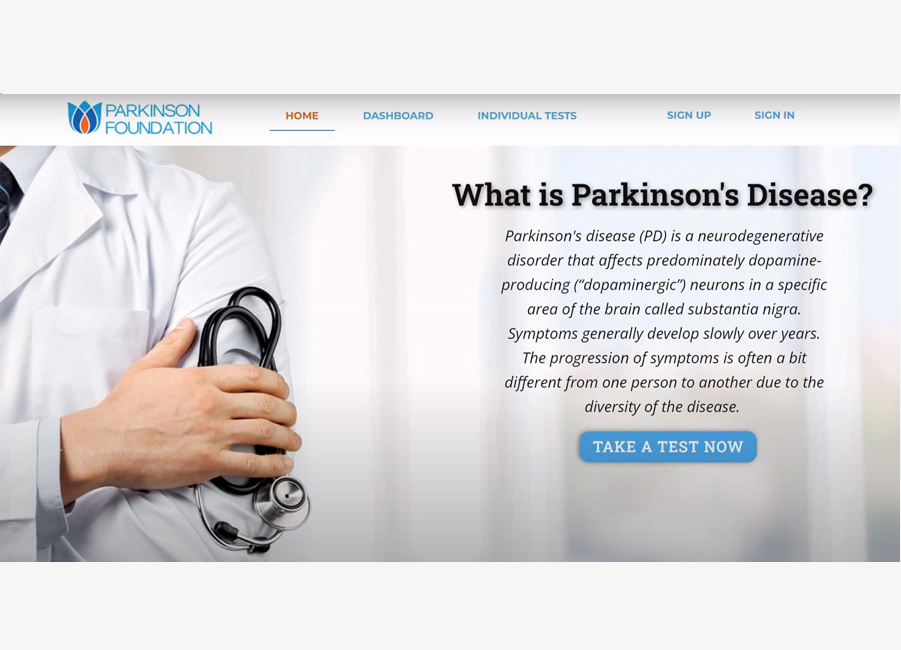 PARKINSON
FOUNDATION
HOME
DASHBOARD
INDIVIDUAL TESTS
SIGN UP
SIGN IN
What is Parkinson's Disease?
Parkinson's disease (PD) is a neurodegenerative
disorder that affects predominately dopamine-
producing (“dopaminergic”) neurons in a specific
area of the brain called substantia nigra.
Symptoms generally develop slowly over years.
The progression of symptoms is often a bit
different from one person to another due to the
diversity of the disease.
TAKE A TEST NOW